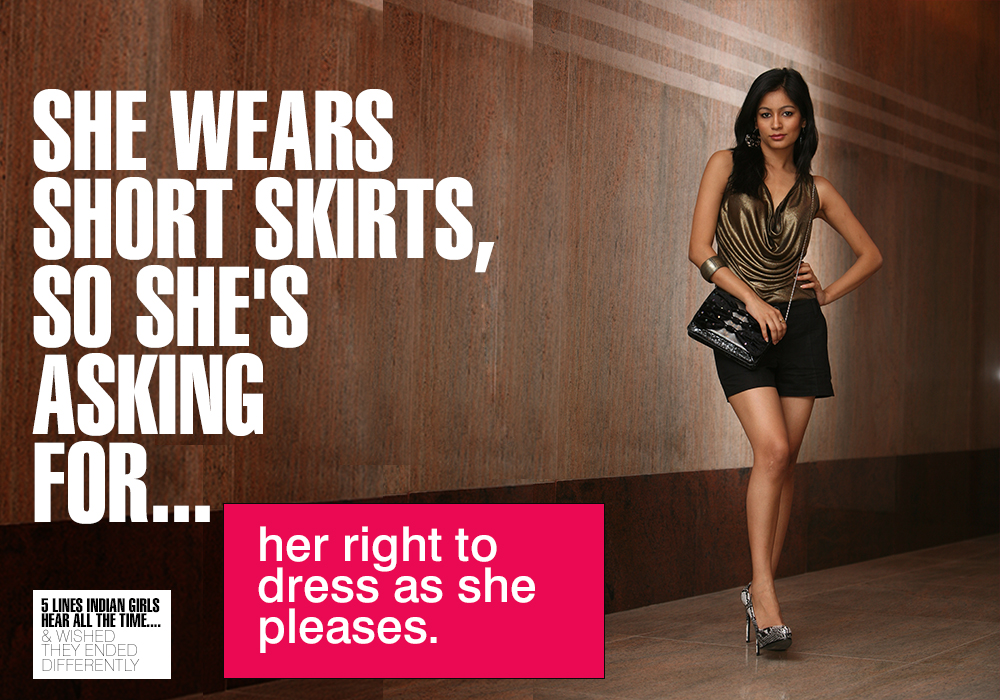 SHE WEARS
SHORT SKIRTS,
SO SHE'S
ASKING
FOR...
her right to
dress as she
pleases.
5 LINES INDIAN GIRLS
HEAR ALL THE TIME....
& WISHED
THEY ENDED
DIFFERENTLY